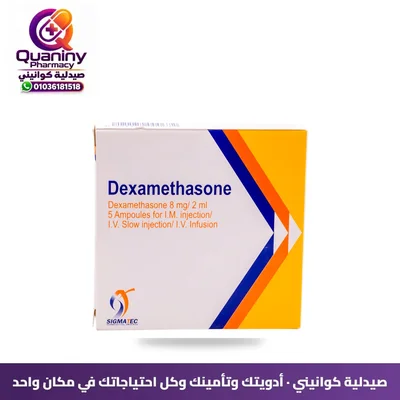 Quaniny
Pharmacy
صيدلية كوانيني
01036181518
Dexamethasone
Dexamethasone 8 mg/ 2 ml
5 Ampoules for I.M. injection/
I.V. Slow injection/ I.V. Infusion
SIGMATEC
صيدلية كوانيني · أدويتك وتأمينك وكل احتياجاتك في مكان واحد